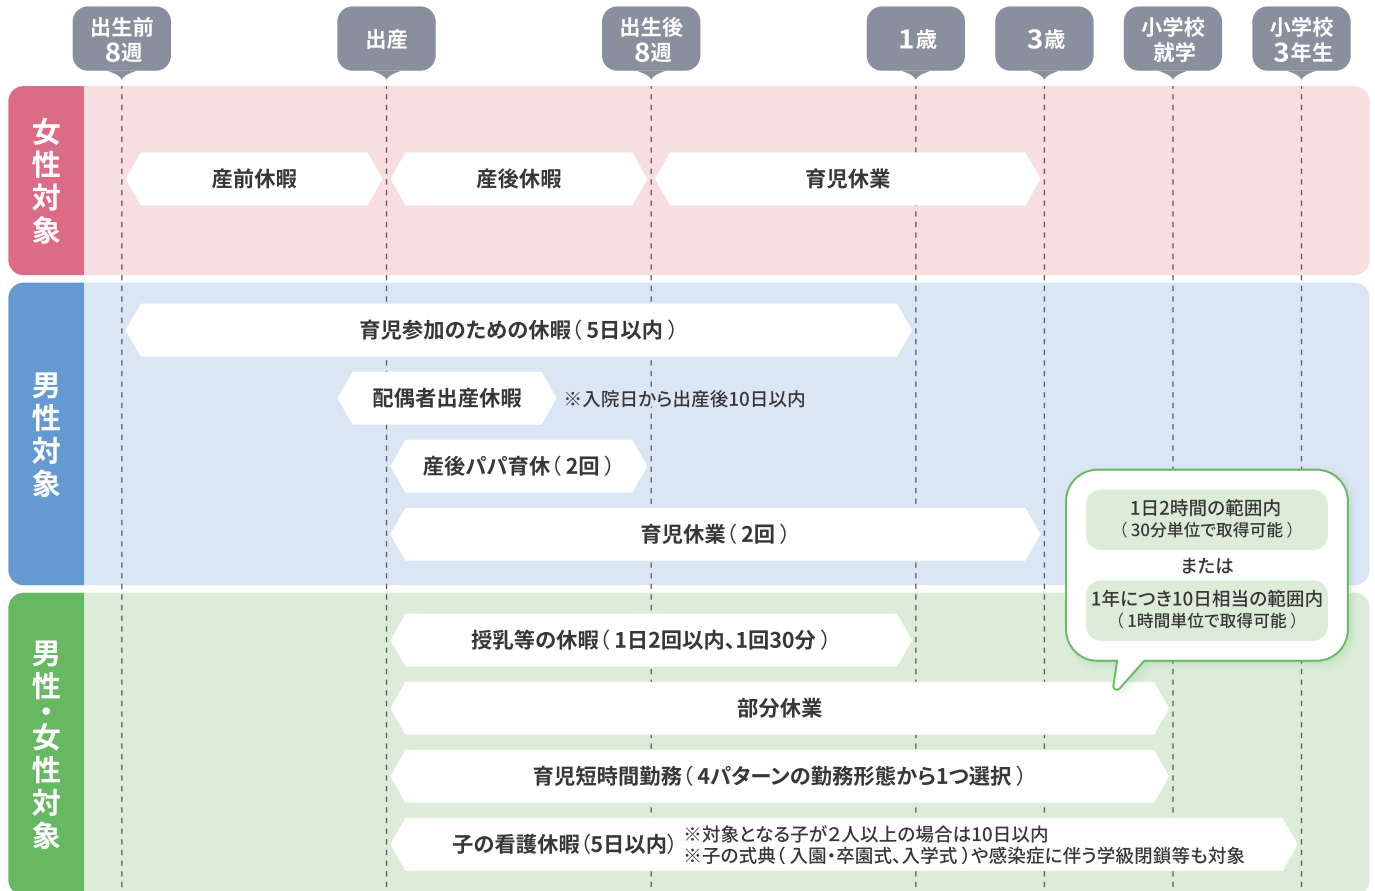 出生前
8週
出産
出生後
8週
1歳
3歳
小学校
就学
小学校
3年生
女性対象
産前休暇
産後休暇
育児休業
男性対象
育児参加のための休暇（5日以内）
配偶者出産休暇
※入院日から出産後10日以内
産後パパ育休（2回）
育児休業（2回）
1日2時間の範囲内
（30分単位で取得可能）
または
1年につき10日相当の範囲内
（1時間単位で取得可能）
男性・女性対象
授乳等の休暇（1日2回以内、1回30分）
部分休業
育児短時間勤務（4パターンの勤務形態から1つ選択）
子の看護休暇（5日以内）
※対象となる子が2人以上の場合は10日以内
※子の式典（入園・卒園式、入学式）や感染症に伴う学級閉鎖等も対象